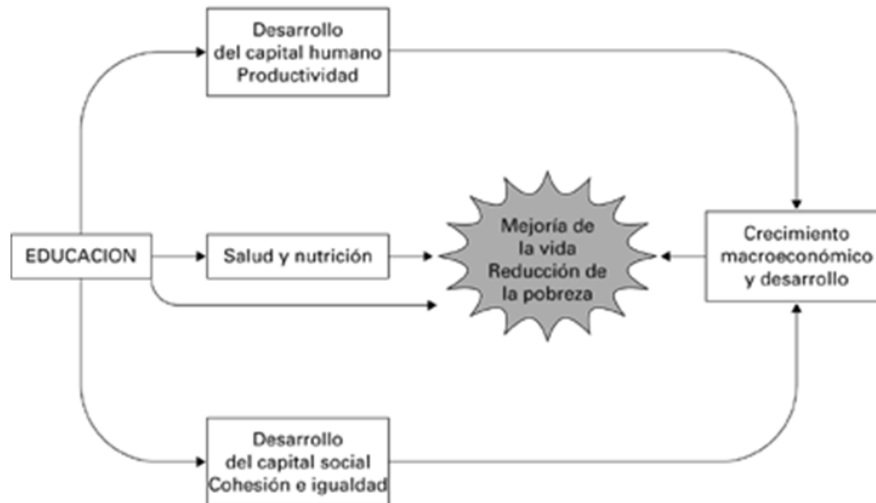 Desarrollo
del capital humano
Productividad
EDUCACION
Salud y nutrición
Mejoría de
la vida
Reducción de
la pobreza
Crecimiento
macroeconómico
y desarrollo
Desarrollo
del capital social
Cohesión e igualdad